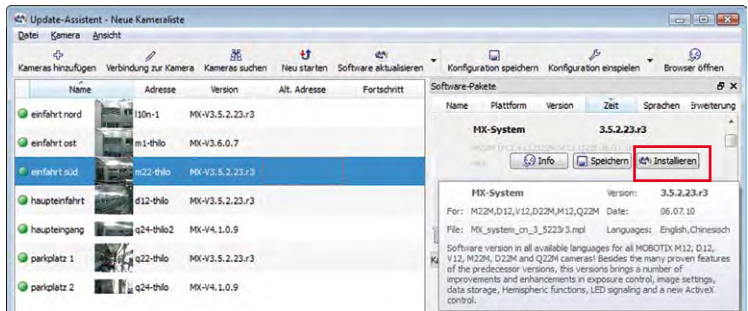 Update-Assistent - Neue Kameraliste
Datei Kamera Ansicht
Kameras hinzufügen Verbindung zur Kamera Kameras suchen Neu starten Software aktualisieren Konfiguration speichern Konfiguration einspielen Browser öffnen
Name Adresse Version Alt. Adresse Fortschritt
einfahrt nord l10n-1 MX-V3.5.2.23.r3
einfahrt ost m1-thilo MX-V3.6.0.7
einfahrt süd m22-thilo MX-V3.5.2.23.r3
haupteinfahrt d12-thilo MX-V3.5.2.23.r3
haupteingang q24-thilo2 MX-V4.1.0.9
parkplatz 1 q22-thilo MX-V3.5.2.23.r3
parkplatz 2 q24-thilo MX-V4.1.0.9
Software-Pakete
Name Plattform Version Zeit Sprachen Erweiterung
MX-System 3.5.2.23.r3
Info Speichern Installieren
MX-System Version: 3.5.2.23.r3
For: M22M,D12,V12,D22M,M12,Q22M Date: 06.07.10
File: MX_system_cn_3_5223r3.mpl Languages: English,Chinesisch
Software version in all available languages for all MOBOTIX M12, D12,
V12, M22M, D22M and Q22M cameras! Besides the many proven features
of the predecessor versions, this versions brings a number of
improvements and enhancements in exposure control, image settings,
data storage, Hemispheric functions, LED signaling and a new ActiveX
control.